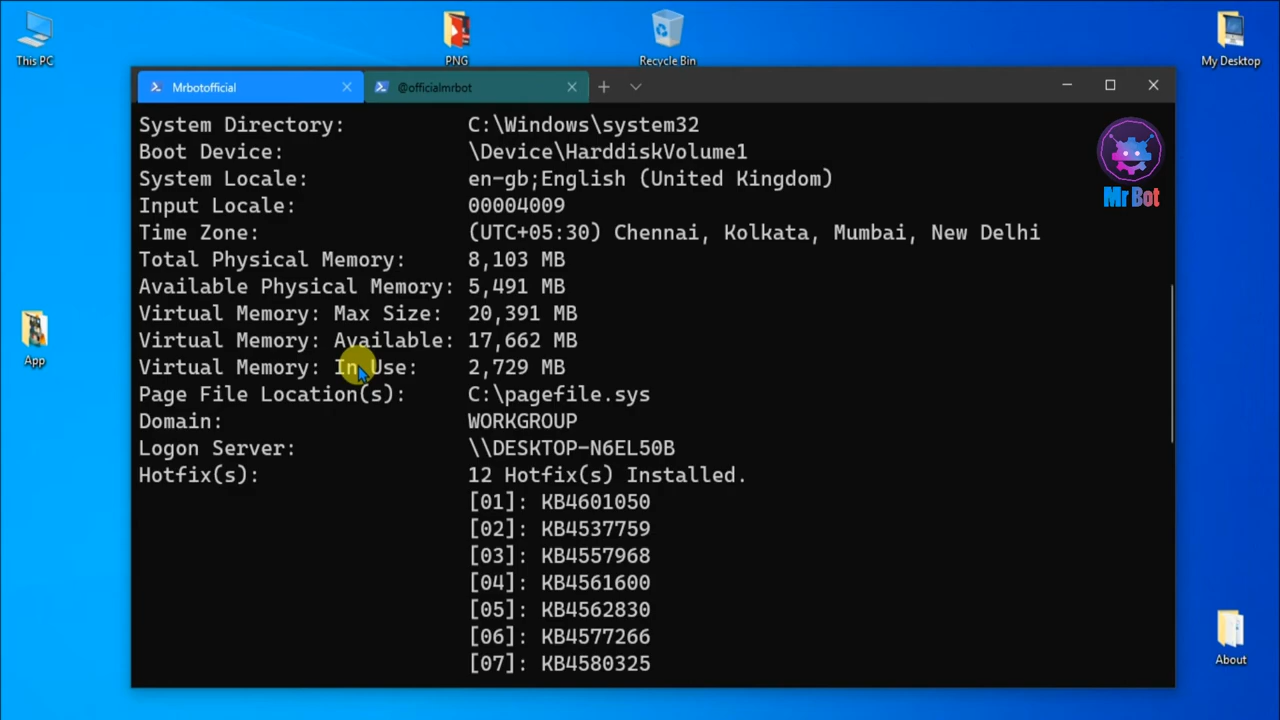 This PC
PNG
Recycle Bin
My Desktop
Mrbotofficial
@officialmrbot
System Directory: C:\Windows\system32
Boot Device: \Device\HarddiskVolume1
System Locale: en-gb;English (United Kingdom)
Input Locale: 00004009
Time Zone: (UTC+05:30) Chennai, Kolkata, Mumbai, New Delhi
Total Physical Memory: 8,103 MB
Available Physical Memory: 5,491 MB
Virtual Memory: Max Size: 20,391 MB
Virtual Memory: Available: 17,662 MB
Virtual Memory: In Use: 2,729 MB
Page File Location(s): C:\pagefile.sys
Domain: WORKGROUP
Logon Server: \\DESKTOP-N6EL50B
Hotfix(s): 12 Hotfix(s) Installed.
[01]: KB4601050
[02]: KB4537759
[03]: KB4557968
[04]: KB4561600
[05]: KB4562830
[06]: KB4577266
[07]: KB4580325
Mr Bot
App
About